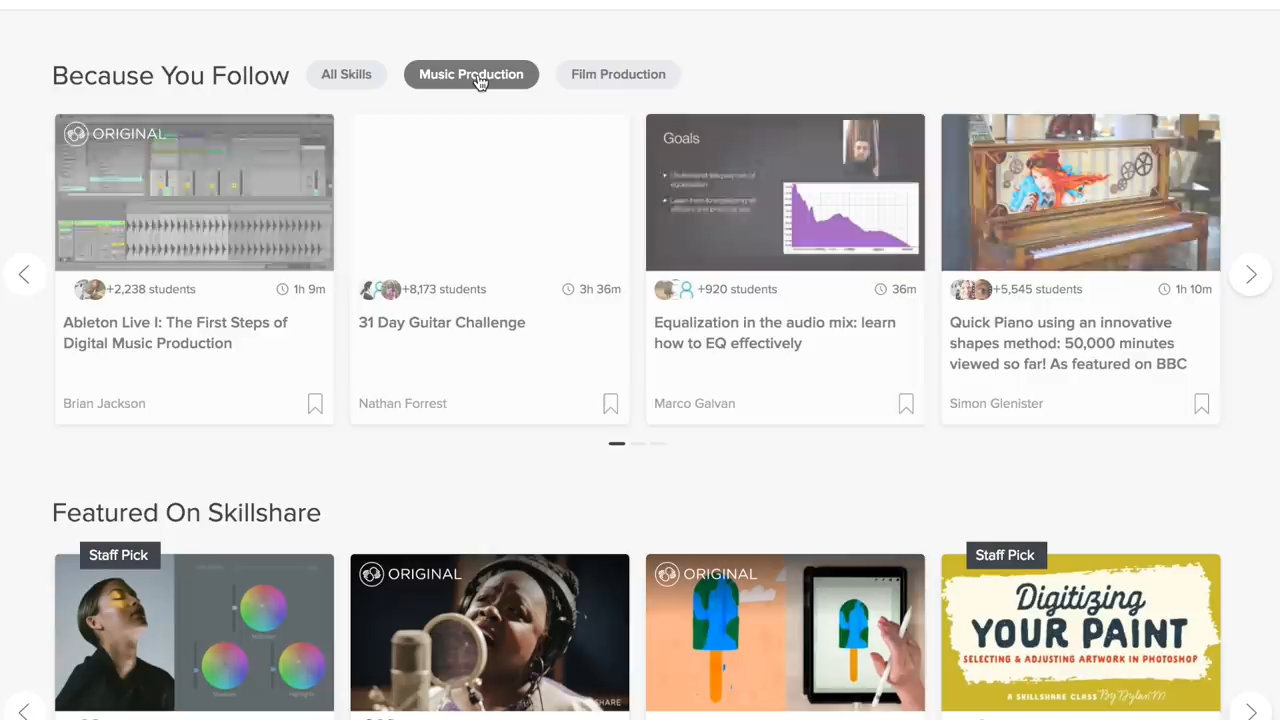 Because You Follow
All Skills
Music Production
Film Production
ORIGINAL
Goals
+2,238 students
1h 9m
+8,173 students
3h 36m
+920 students
36m
+5,545 students
1h 10m
Ableton Live I: The First Steps of
Digital Music Production
31 Day Guitar Challenge
Equalization in the audio mix: learn
how to EQ effectively
Quick Piano using an innovative
shapes method: 50,000 minutes
viewed so far! As featured on BBC
Brian Jackson
Nathan Forrest
Marco Galvan
Simon Glenister
Featured On Skillshare
Staff Pick
ORIGINAL
ORIGINAL
Staff Pick
Digitizing
YOUR PAINT
SELECTING & ADJUSTING ARTWORK IN PHOTOSHOP
A SKILLSHARE CLASS By Dylan M